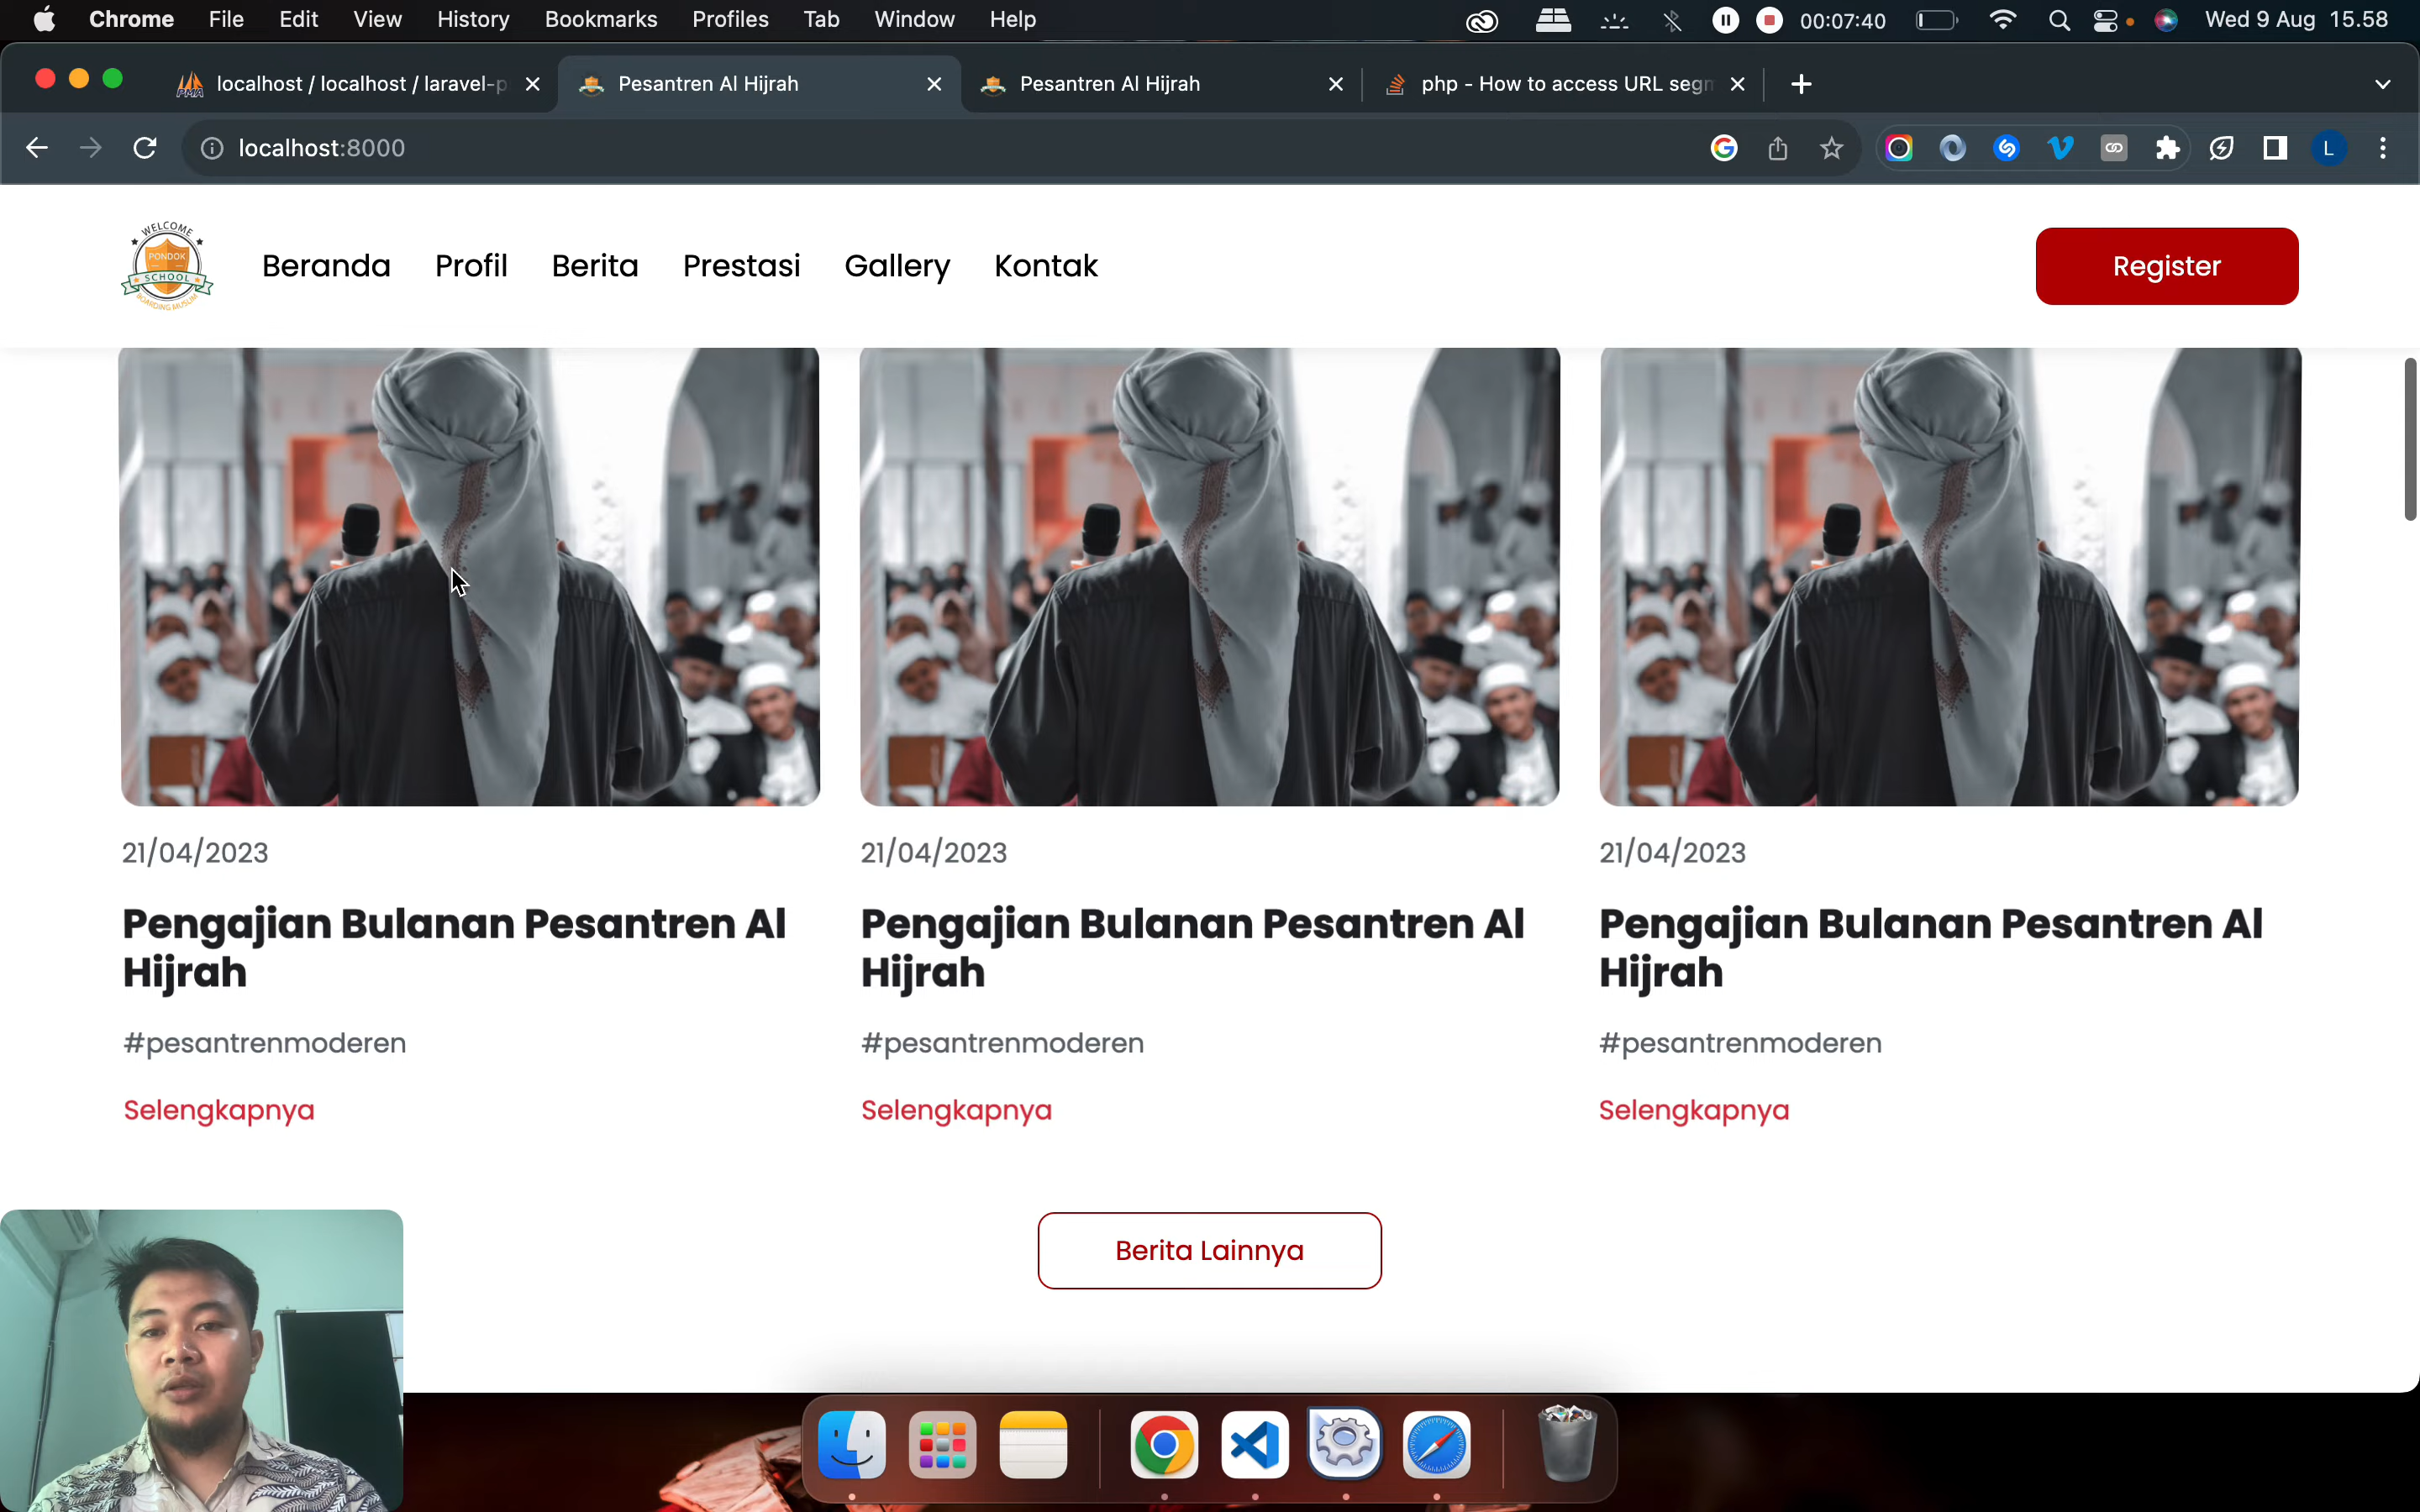 Chrome File Edit View History Bookmarks Profiles Tab Window Help 00:07:40 Wed 9 Aug 15.58
localhost / localhost / laravel-p Pesantren Al Hijrah Pesantren Al Hijrah php - How to access URL segm
localhost:8000 L
WELCOME
PONDOK
SCHOOL
BOARDING MUSLIM
Beranda Profil Berita Prestasi Gallery Kontak Register
21/04/2023 21/04/2023 21/04/2023
Pengajian Bulanan Pesantren Al Pengajian Bulanan Pesantren Al Pengajian Bulanan Pesantren Al
Hijrah Hijrah Hijrah
#pesantrenmoderen #pesantrenmoderen #pesantrenmoderen
Selengkapnya Selengkapnya Selengkapnya
Berita Lainnya